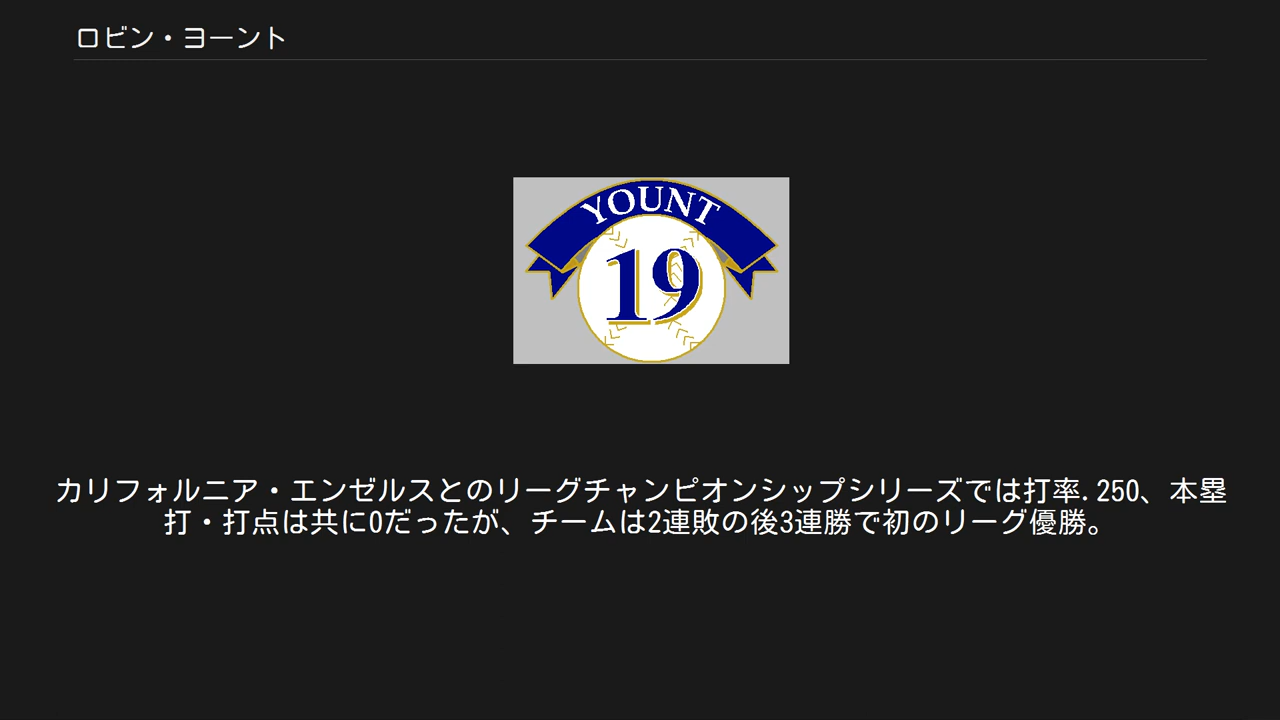 ロビン・ヨーント
YOUNT
19
カリフォルニア・エンゼルスとのリーグチャンピオンシップシリーズでは打率.250、本塁
打・打点は共に0だったが、チームは2連敗の後3連勝で初のリーグ優勝。